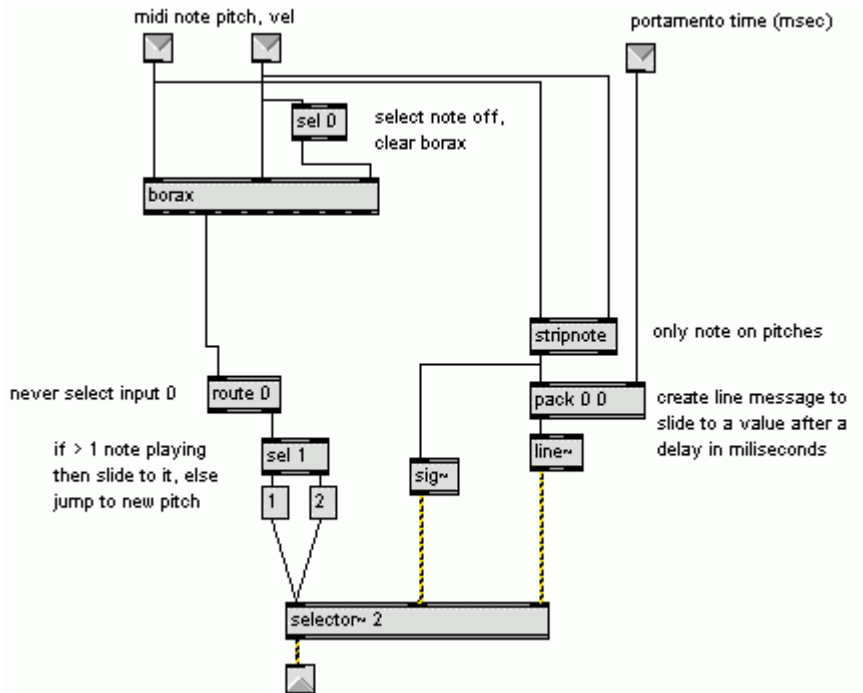 midi note pitch, vel
portamento time (msec)
sel 0
select note off,
clear borax
borax
stripnote
only note on pitches
never select input 0
route 0
pack 0 0
create line message to
slide to a value after a
delay in miliseconds
if > 1 note playing
then slide to it, else
jump to new pitch
sel 1
line~
sig~
1
2
selector~ 2